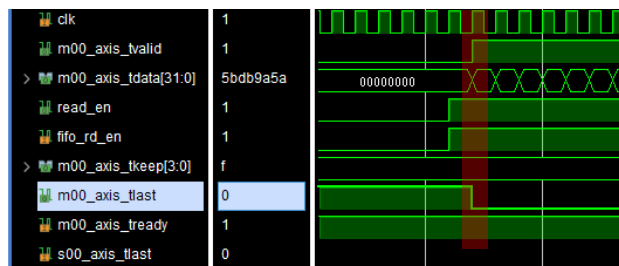 clk 1
m00_axis_tvalid 1
m00_axis_tdata[31:0] 5bdb9a5a 00000000
read_en 1
fifo_rd_en 1
m00_axis_tkeep[3:0] f
m00_axis_tlast 0
m00_axis_tready 1
s00_axis_tlast 0